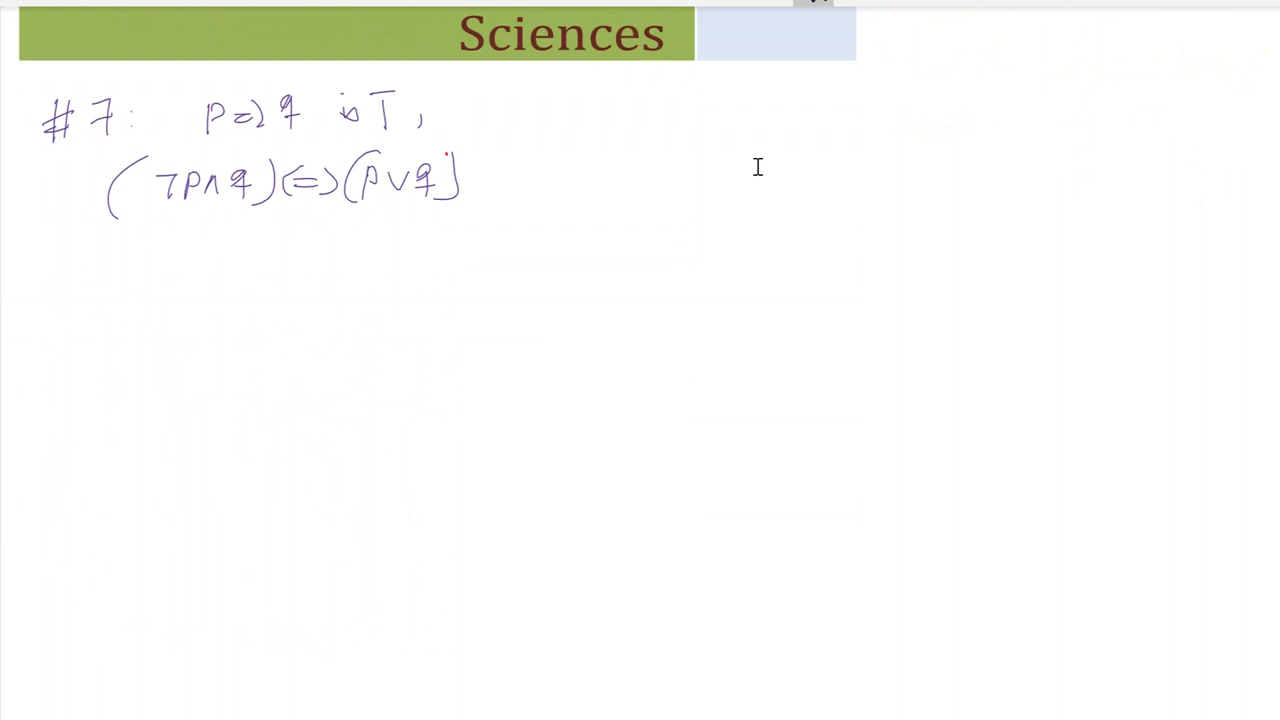 Sciences
#7: p⇒q is T,
(¬p∧q)⇔(p∨q)